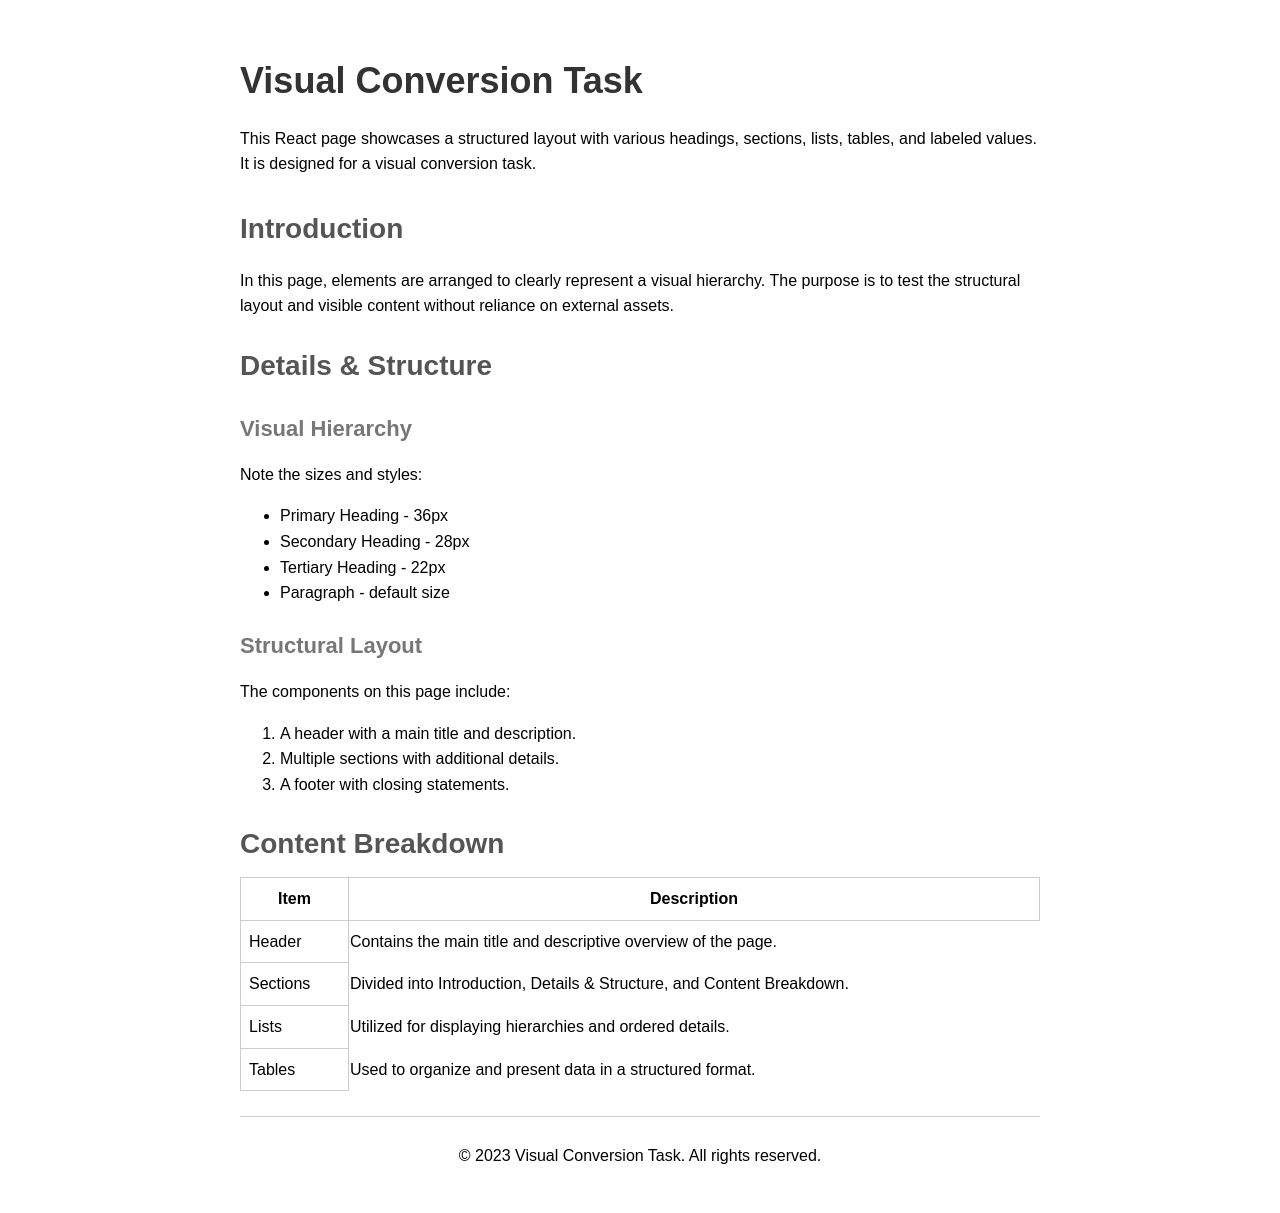 Visual Conversion Task
This React page showcases a structured layout with various headings, sections, lists, tables, and labeled values.
It is designed for a visual conversion task.
Introduction
In this page, elements are arranged to clearly represent a visual hierarchy. The purpose is to test the structural
layout and visible content without reliance on external assets.
Details & Structure
Visual Hierarchy
Note the sizes and styles:
• Primary Heading - 36px
• Secondary Heading - 28px
• Tertiary Heading - 22px
• Paragraph - default size
Structural Layout
The components on this page include:
1. A header with a main title and description.
2. Multiple sections with additional details.
3. A footer with closing statements.
Content Breakdown
Item Description
Header Contains the main title and descriptive overview of the page.
Sections Divided into Introduction, Details & Structure, and Content Breakdown.
Lists Utilized for displaying hierarchies and ordered details.
Tables Used to organize and present data in a structured format.
© 2023 Visual Conversion Task. All rights reserved.